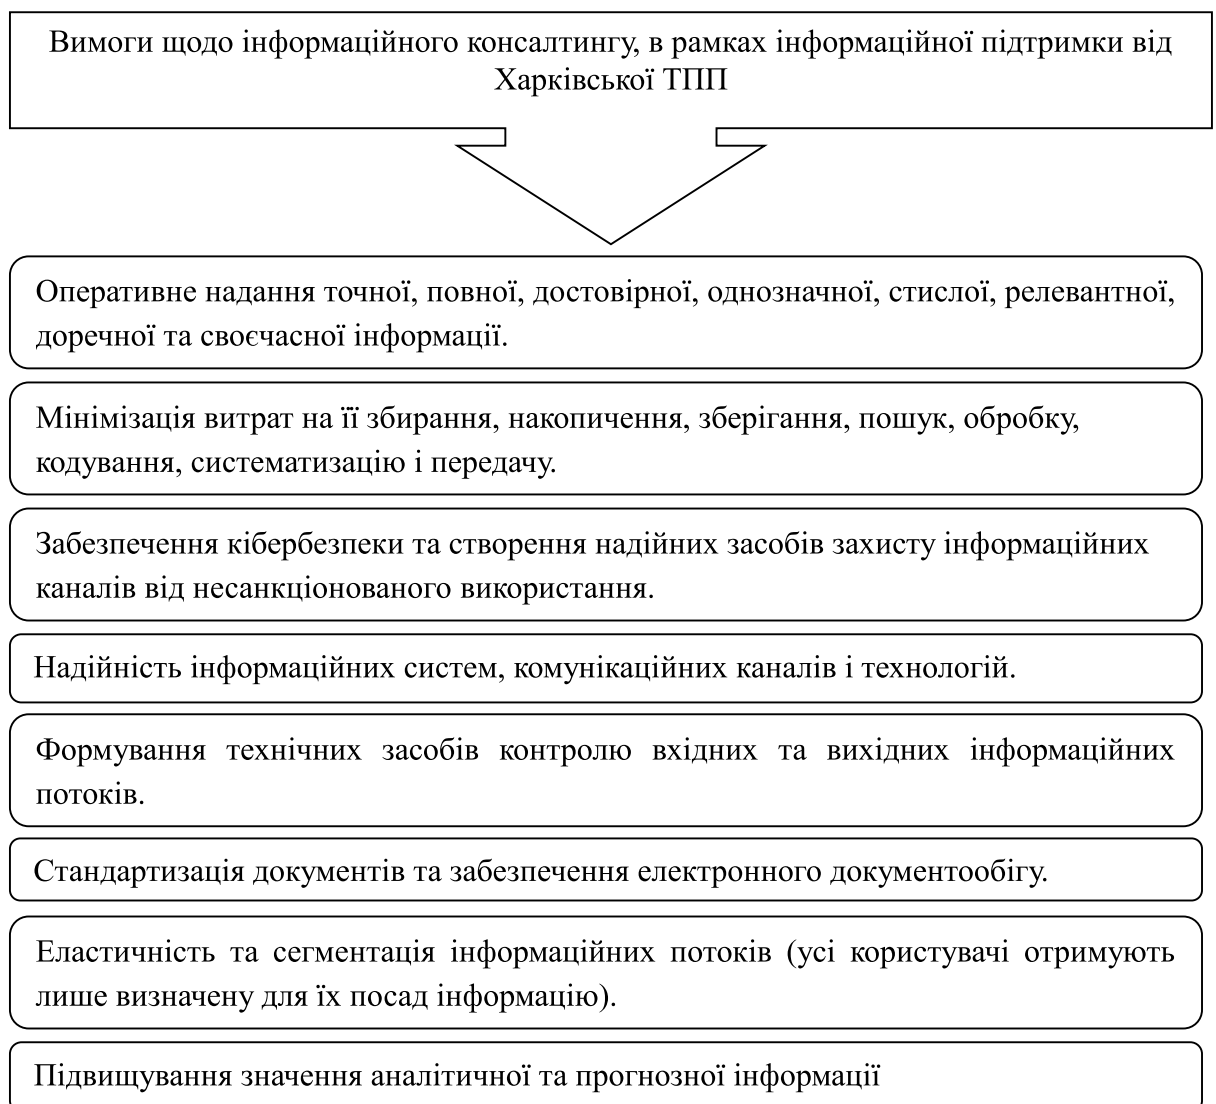 Вимоги щодо інформаційного консалтингу, в рамках інформаційної підтримки від
Харківської ТПП
Оперативне надання точної, повної, достовірної, однозначної, стислої, релевантної,
доречної та своєчасної інформації.
Мінімізація витрат на її збирання, накопичення, зберігання, пошук, обробку,
кодування, систематизацію і передачу.
Забезпечення кібербезпеки та створення надійних засобів захисту інформаційних
каналів від несанкціонованого використання.
Надійність інформаційних систем, комунікаційних каналів і технологій.
Формування технічних засобів контролю вхідних та вихідних інформаційних
потоків.
Стандартизація документів та забезпечення електронного документообігу.
Еластичність та сегментація інформаційних потоків (усі користувачі отримують
лише визначену для їх посад інформацію).
Підвищування значення аналітичної та прогнозної інформації